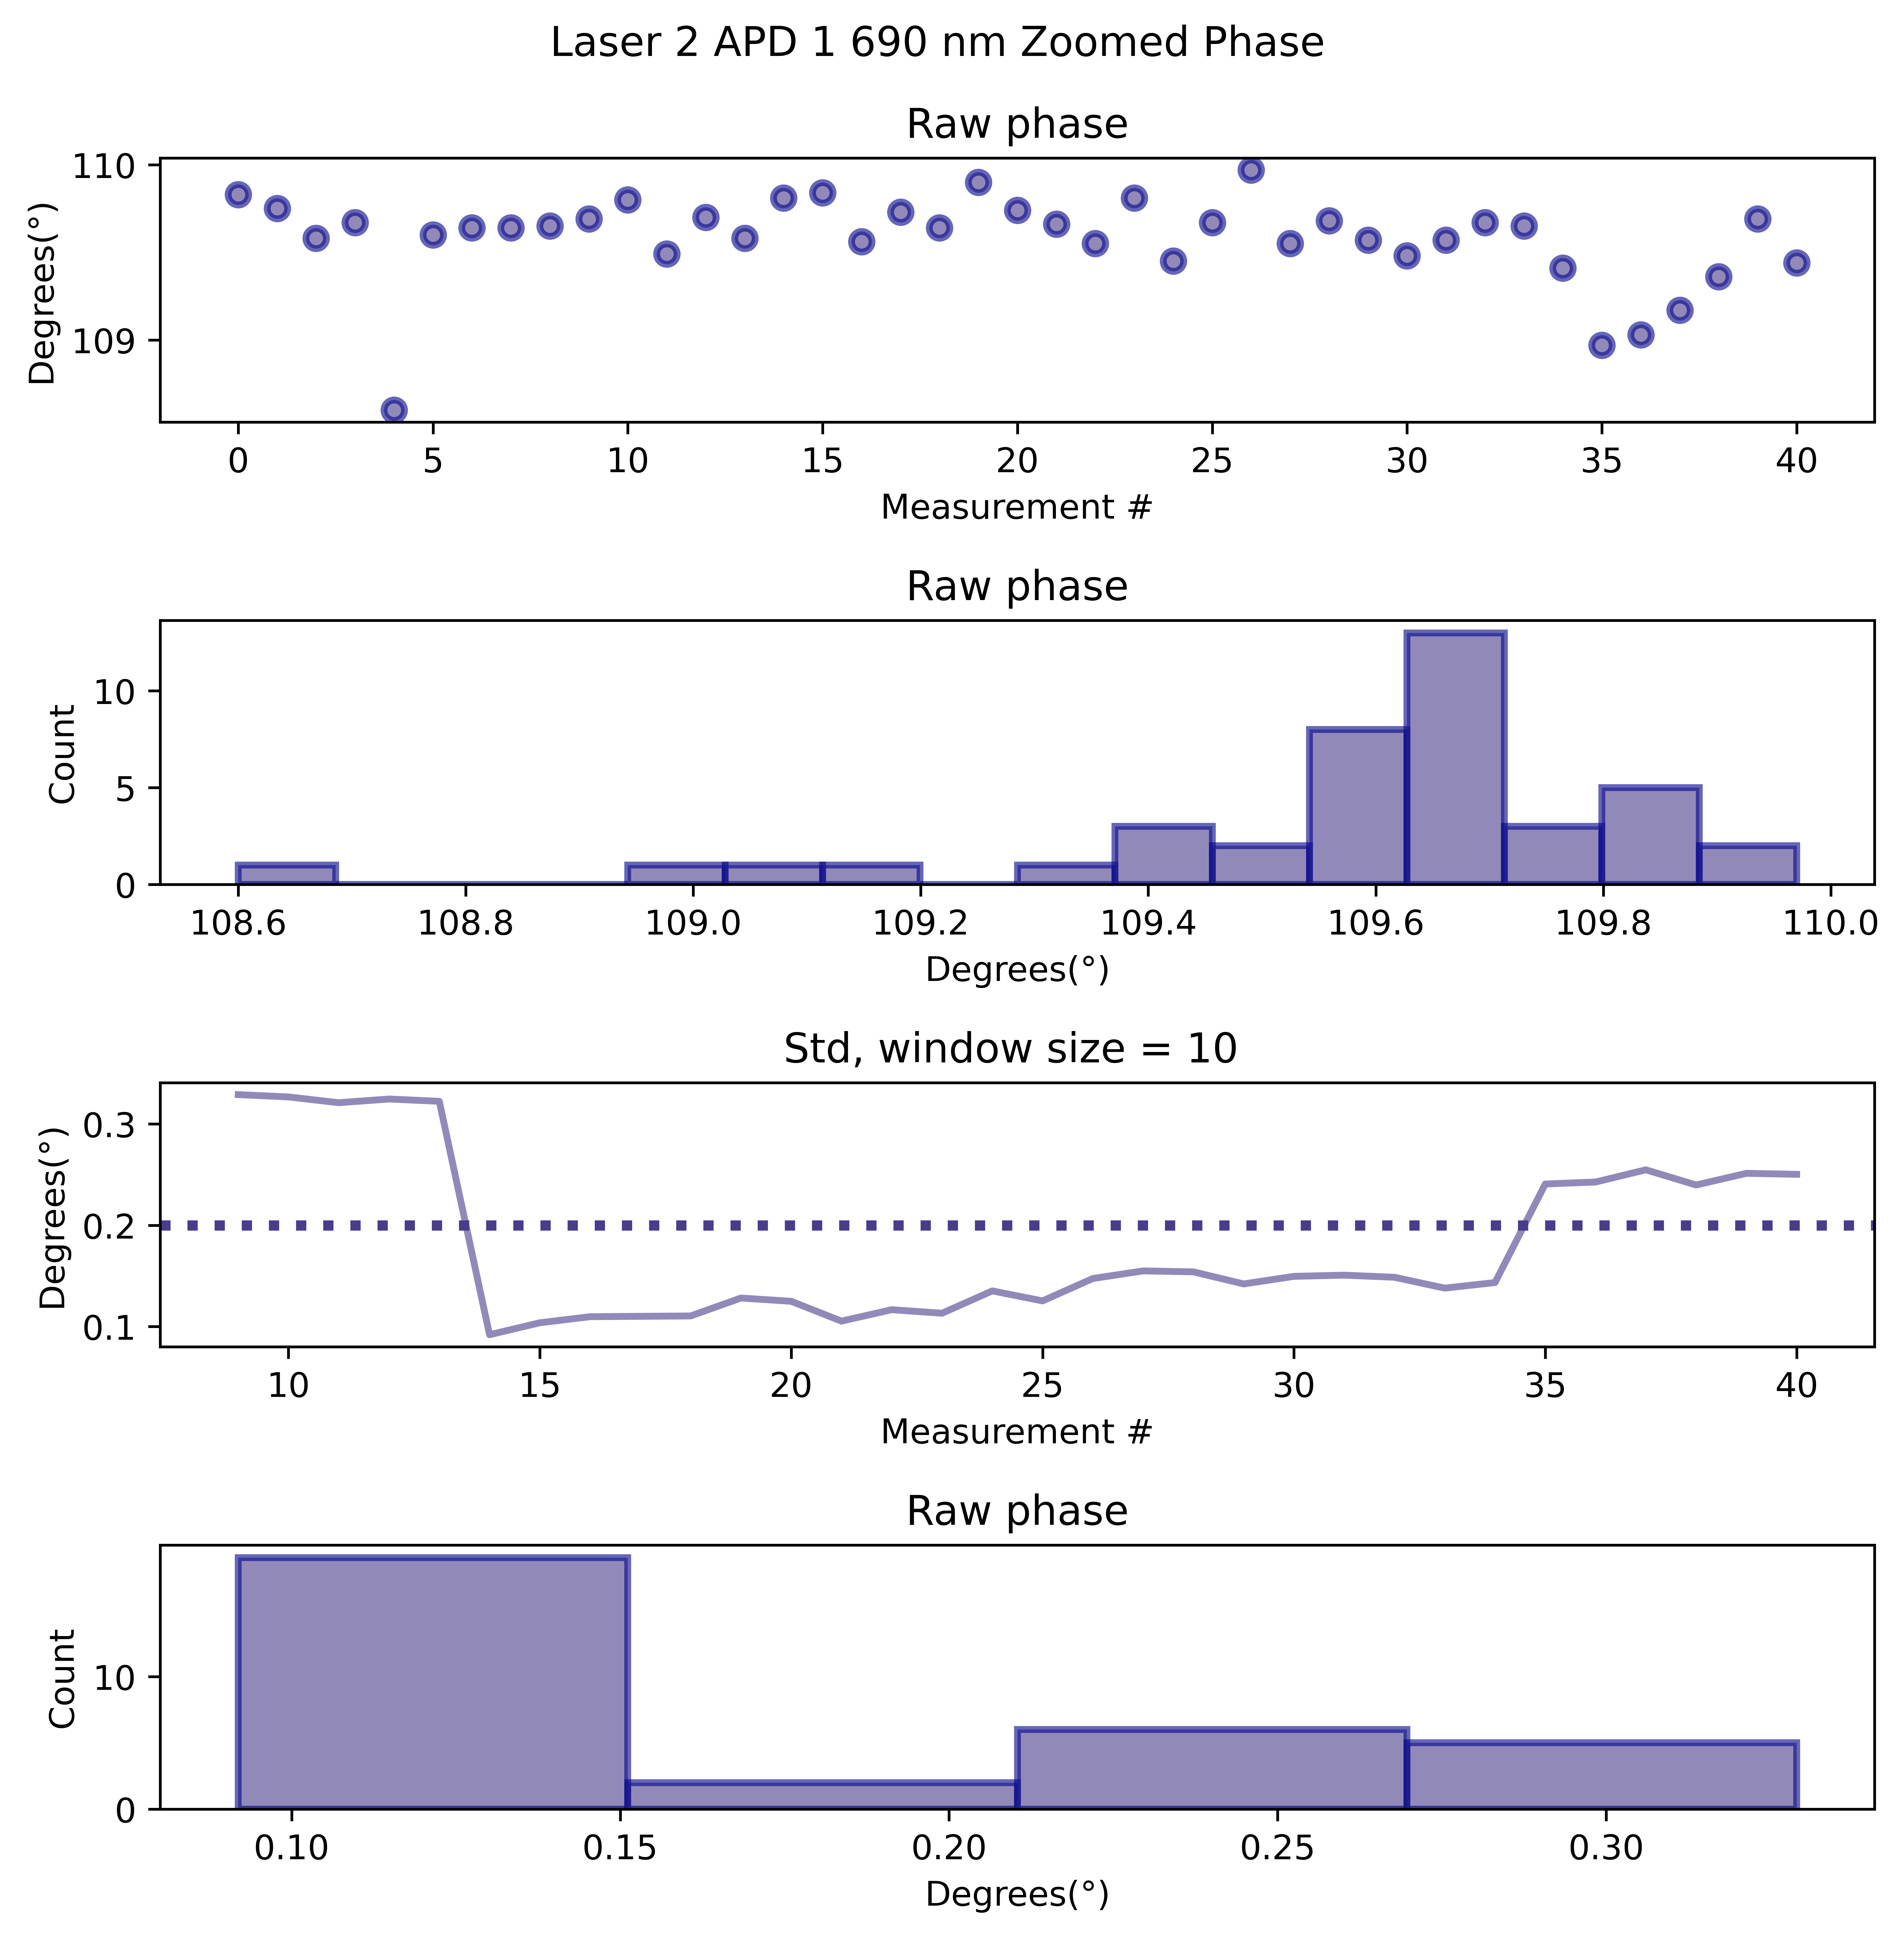 Laser 2 APD 1 690 nm Zoomed Phase
Raw phase
110
109
Degrees(°)
0 5 10 15 20 25 30 35 40
Measurement #
Raw phase
10
5
0
Count
108.6 108.8 109.0 109.2 109.4 109.6 109.8 110.0
Degrees(°)
Std, window size = 10
0.3
0.2
0.1
Degrees(°)
10 15 20 25 30 35 40
Measurement #
Raw phase
10
0
Count
0.10 0.15 0.20 0.25 0.30
Degrees(°)